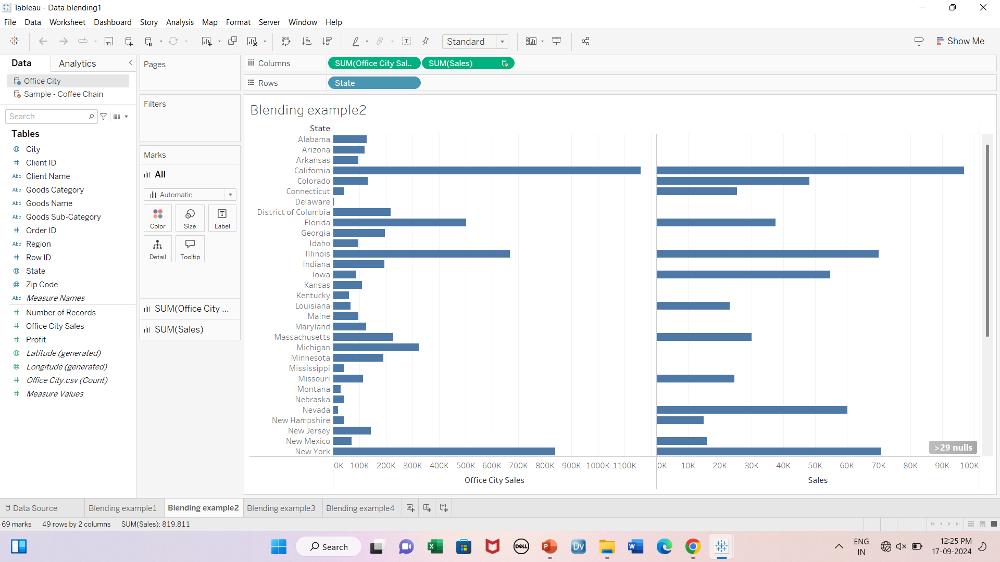 Tableau - Data blending1
File Data Worksheet Dashboard Story Analysis Map Format Server Window Help
Standard
Show Me
Data
Analytics
Office City
Sample - Coffee Chain
Search
Tables
City
Client ID
Abc Client Name
Abc Goods Category
Abc Goods Name
Abc Goods Sub-Category
Order ID
Abc Region
Row ID
State
Zip Code
Abc Measure Names
Number of Records
Office City Sales
Profit
Latitude (generated)
Longitude (generated)
Office City.csv (Count)
Measure Values
Pages
Filters
Marks
All
Automatic
Color Size Label
Detail Tooltip
SUM(Office City ...
SUM(Sales)
Columns SUM(Office City Sal.. SUM(Sales)
Rows State
Blending example2
State
Alabama
Arizona
Arkansas
California
Colorado
Connecticut
Delaware
District of Columbia
Florida
Georgia
Idaho
Illinois
Indiana
Iowa
Kansas
Kentucky
Louisiana
Maine
Maryland
Massachusetts
Michigan
Minnesota
Mississippi
Missouri
Montana
Nebraska
Nevada
New Hampshire
New Jersey
New Mexico
New York
>29 nulls
0K 100K 200K 300K 400K 500K 600K 700K 800K 900K 1000K 1100K
0K 10K 20K 30K 40K 50K 60K 70K 80K 90K 100K
Office City Sales
Sales
Data Source Blending example1 Blending example2 Blending example3 Blending example4
69 marks 49 rows by 2 columns SUM(Sales): 819,811
Search
DELL
Dv
ENG
IN
12:25 PM
17-09-2024